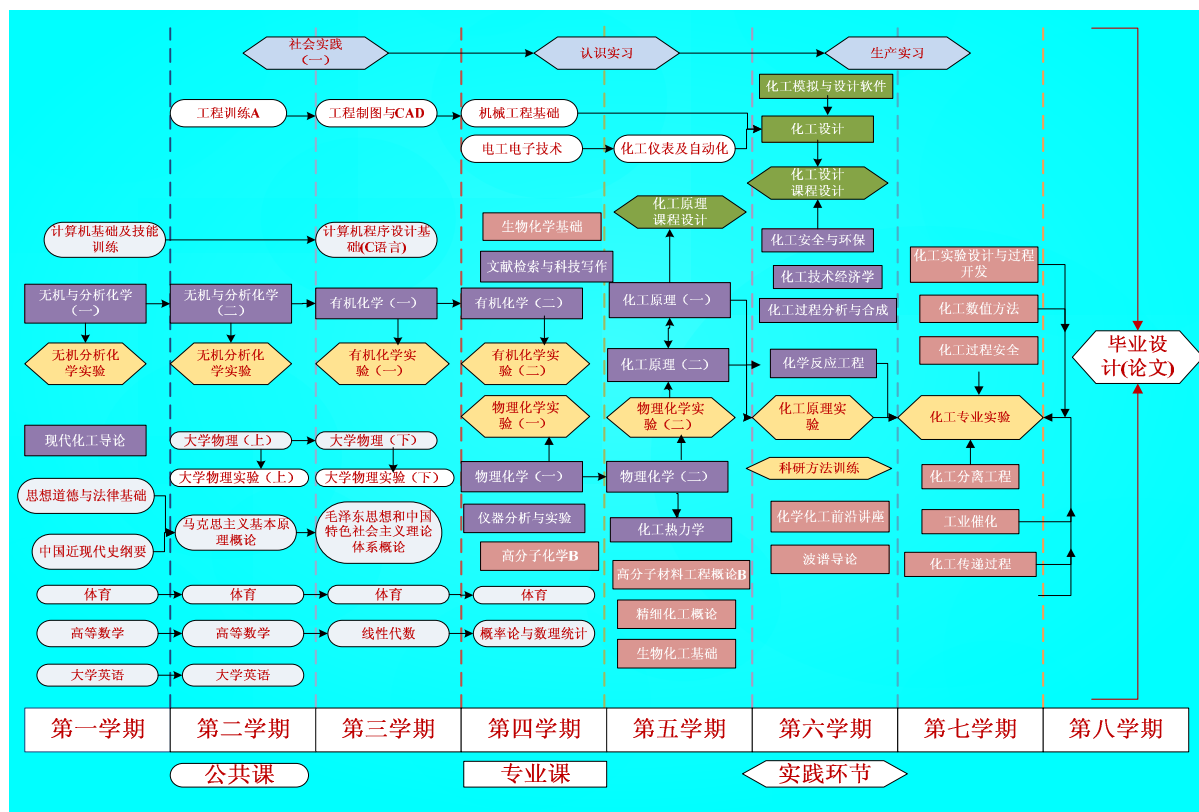 社会实践
（一）
认识实习
生产实习
化工模拟与设计软件
工程训练A
工程制图与CAD
机械工程基础
化工设计
电工电子技术
化工仪表及自动化
化工设计
课程设计
化工原理
课程设计
生物化学基础
计算机基础及技能
训练
计算机程序设计基
础(C语言)
化工安全与环保
文献检索与科技写作
化工技术经济学
化工实验设计与过程
开发
无机与分析化学
（一）
无机与分析化学
（二）
有机化学（一）
有机化学（二）
化工原理（一）
化工过程分析与合成
化工数值方法
无机分析化
学实验
无机分析化
学实验
有机化学实
验（一）
有机化学实
验（二）
化工原理（二）
化学反应工程
化工过程安全
毕业设
计(论文)
物理化学实
验（一）
物理化学实
验（二）
化工原理实
验
化工专业实验
现代化工导论
大学物理（上）
大学物理（下）
大学物理实验（上）
大学物理实验（下）
物理化学（一）
物理化学（二）
科研方法训练
化工分离工程
思想道德与法律基础
中国近现代史纲要
马克思主义基本原
理概论
毛泽东思想和中国
特色社会主义理论
体系概论
仪器分析与实验
化工热力学
化学化工前沿讲座
工业催化
高分子化学B
高分子材料工程概论B
波谱导论
化工传递过程
体育
体育
体育
体育
精细化工概论
高等数学
高等数学
线性代数
概率论与数理统计
生物化工基础
大学英语
大学英语
第一学期
第二学期
第三学期
第四学期
第五学期
第六学期
第七学期
第八学期
公共课
专业课
实践环节